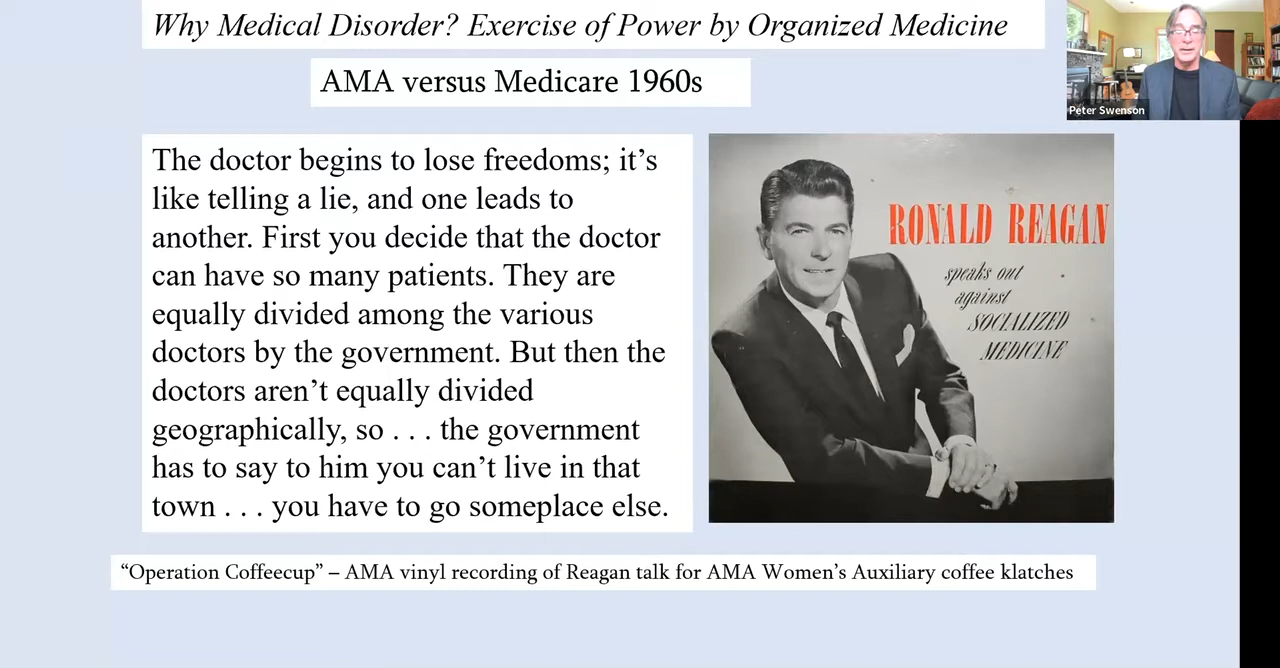 Why Medical Disorder? Exercise of Power by Organized Medicine
AMA versus Medicare 1960s
Peter Swenson
The doctor begins to lose freedoms; it’s
like telling a lie, and one leads to
another. First you decide that the doctor
can have so many patients. They are
equally divided among the various
doctors by the government. But then the
doctors aren’t equally divided
geographically, so . . . the government
has to say to him you can’t live in that
town . . . you have to go someplace else.
RONALD REAGAN
speaks out
against
SOCIALIZED
MEDICINE
“Operation Coffeecup” – AMA vinyl recording of Reagan talk for AMA Women’s Auxiliary coffee klatches